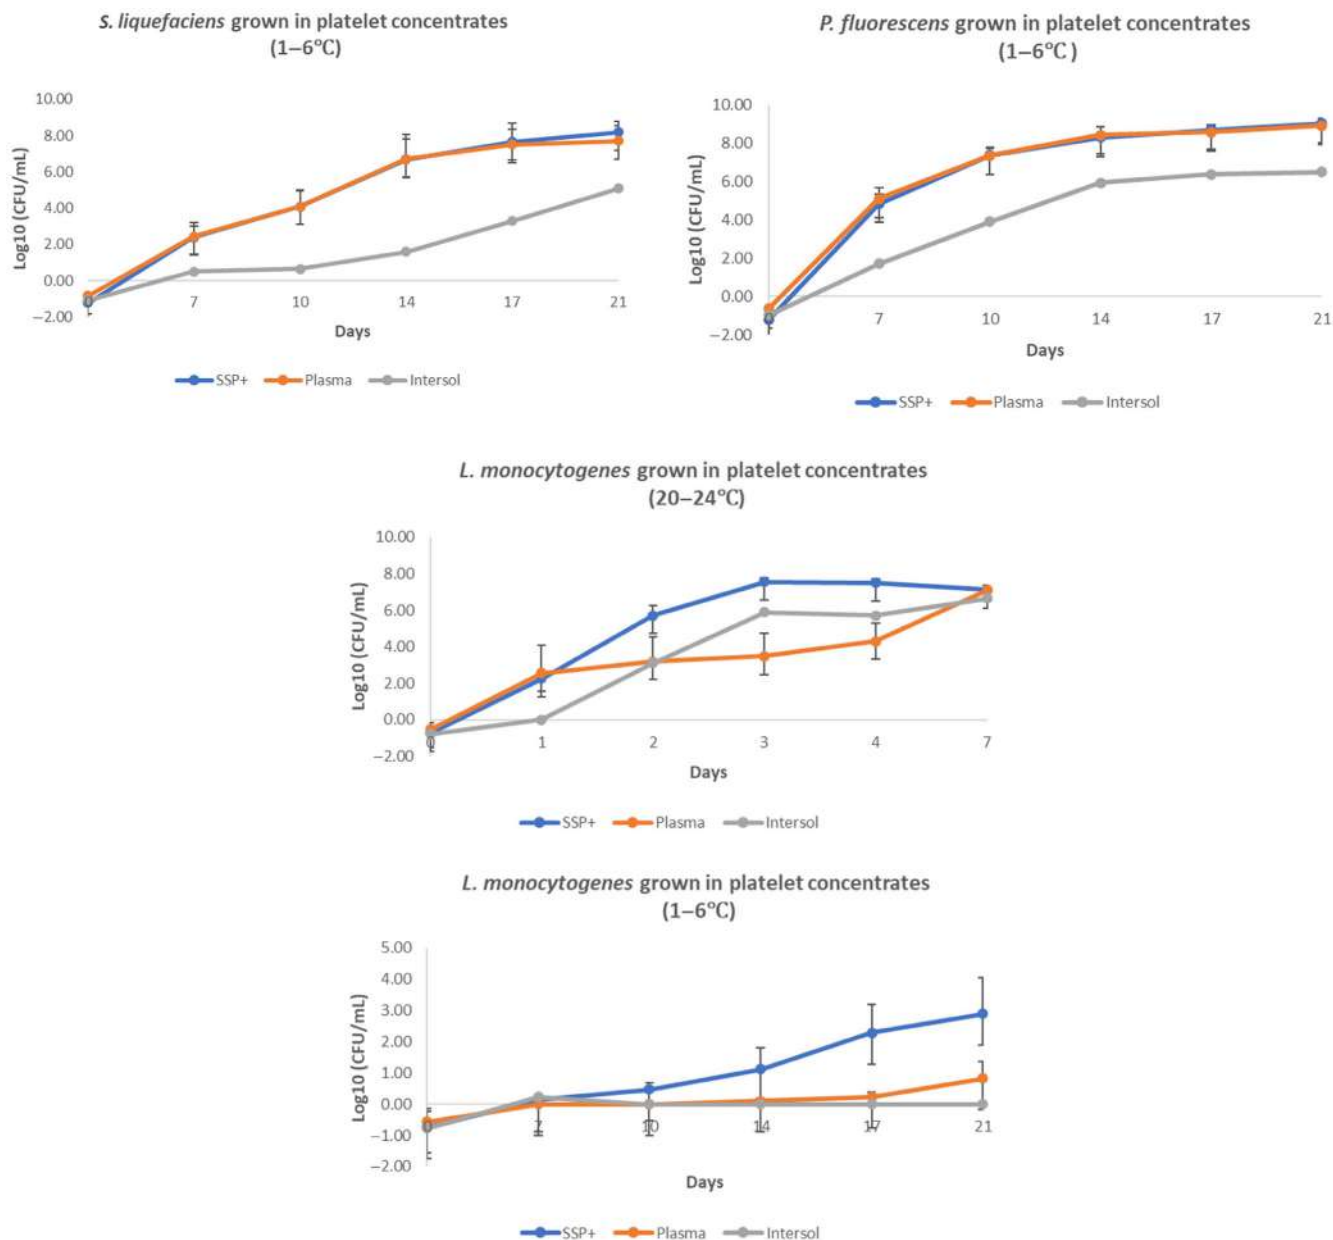 S. liquefaciens grown in platelet concentrates
(1–6°C)
10.00
8.00
6.00
4.00
2.00
0.00
−2.00
Log10 (CFU/mL)
0
7
10
14
17
21
Days
SSP+
Plasma
Intersol
P. fluorescens grown in platelet concentrates
(1–6°C )
10.00
8.00
6.00
4.00
2.00
0.00
−2.00
Log10 (CFU/mL)
7
10
14
17
21
Days
SSP+
Plasma
Intersol
L. monocytogenes grown in platelet concentrates
(20–24°C)
10.00
8.00
6.00
4.00
2.00
0.00
−2.00
Log10 (CFU/mL)
0
1
2
3
4
7
Days
SSP+
Plasma
Intersol
L. monocytogenes grown in platelet concentrates
(1–6°C)
5.00
4.00
3.00
2.00
1.00
0.00
−1.00
−2.00
Log10 (CFU/mL)
7
10
14
17
21
Days
SSP+
Plasma
Intersol